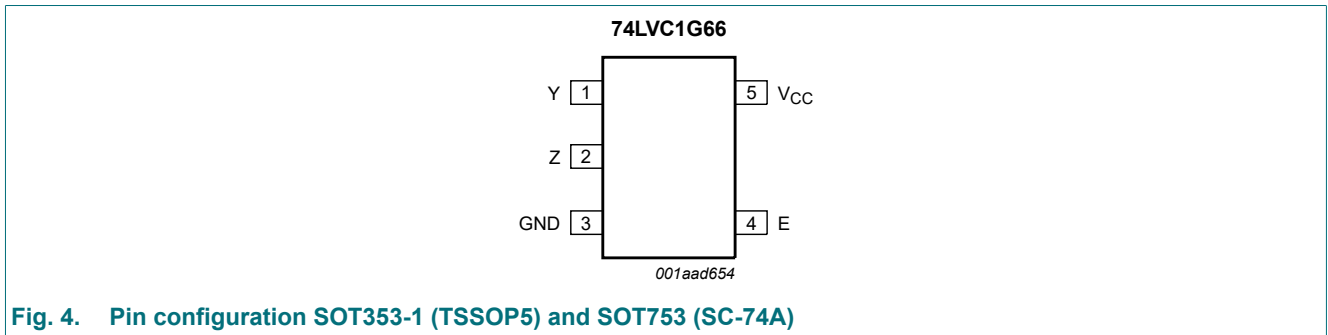 74LVC1G66
Y 1
5 VCC
Z 2
GND 3
4 E
001aad654
Fig. 4. Pin configuration SOT353-1 (TSSOP5) and SOT753 (SC-74A)